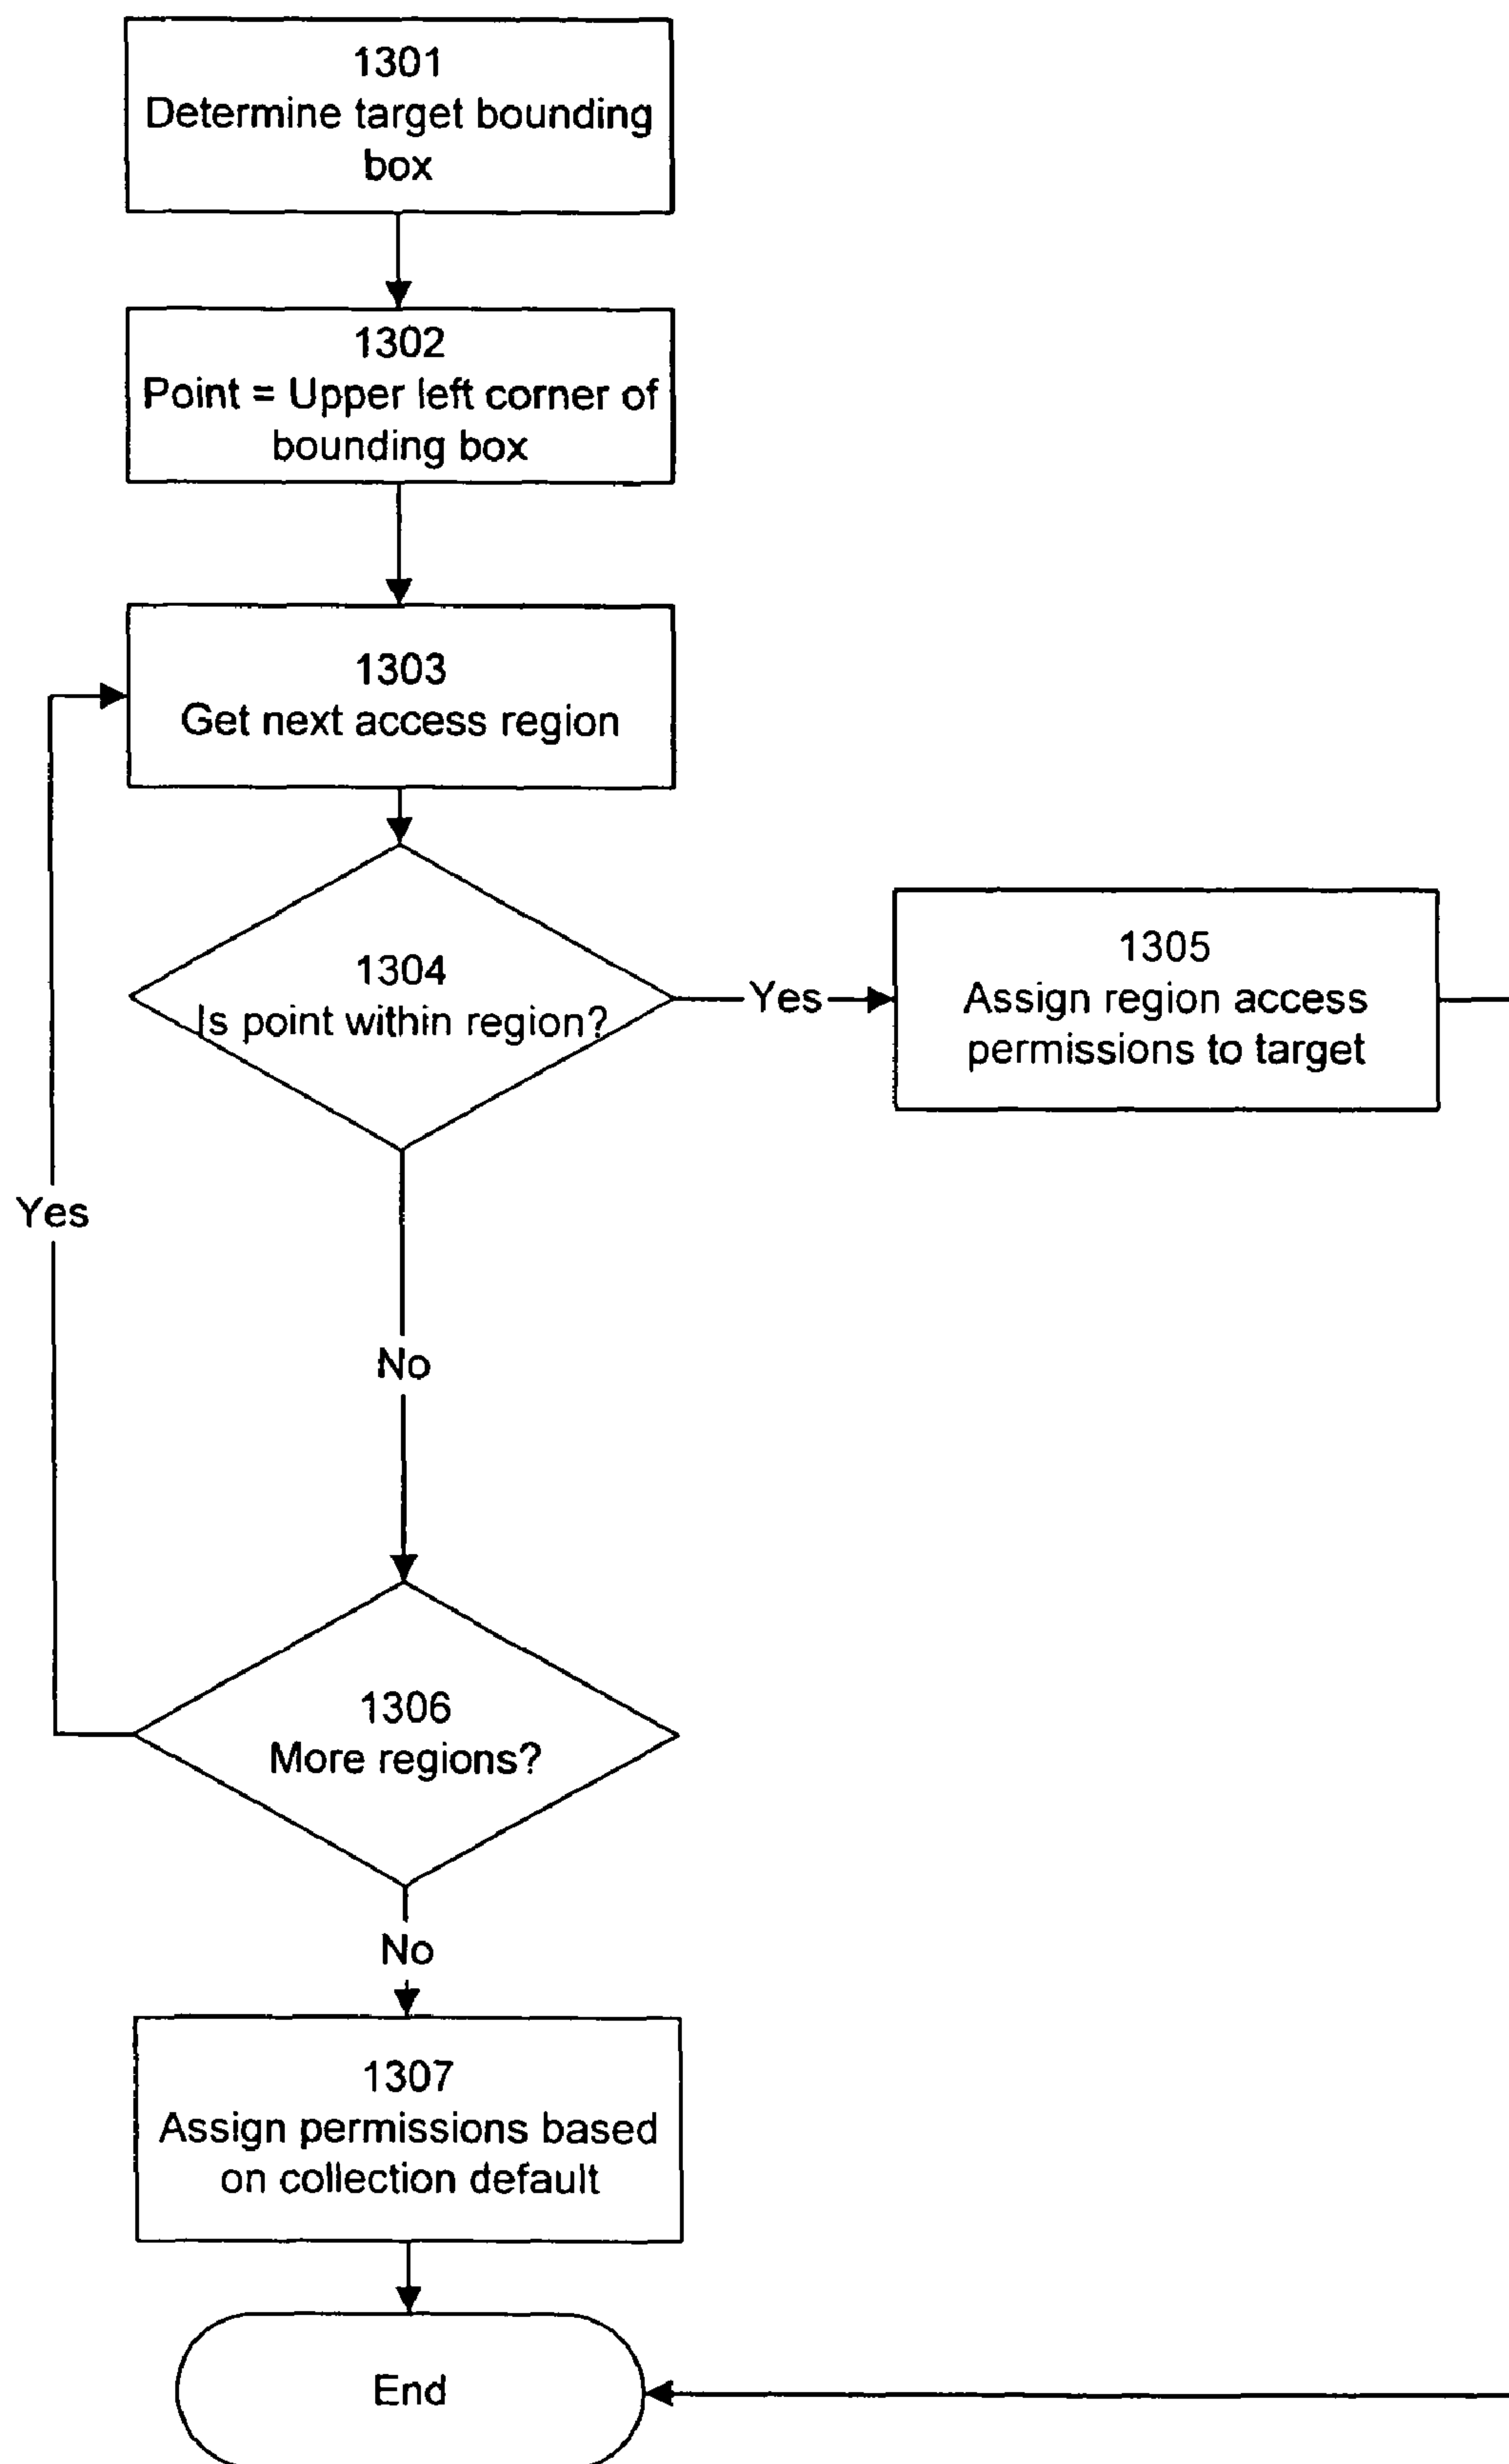 1301
Determine target bounding
box
1302
Point = Upper left corner of
bounding box
1303
Get next access region
1304
Is point within region?
Yes
1305
Assign region access
permissions to target
Yes
No
1306
More regions?
No
1307
Assign permissions based
on collection default
End